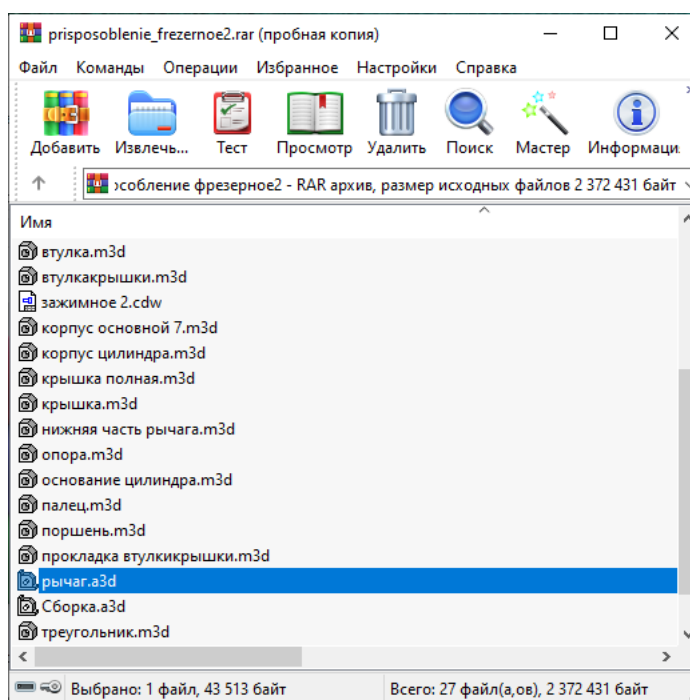 prisposoblenie_frezernoe2.rar (пробная копия)
Файл Команды Операции Избранное Настройки Справка
Добавить Извлечь... Тест Просмотр Удалить Поиск Мастер Информаци
особление фрезерное2 - RAR архив, размер исходных файлов 2 372 431 байт
Имя
втулка.m3d
втулкакрышки.m3d
зажимное 2.cdw
корпус основной 7.m3d
корпус цилиндра.m3d
крышка полная.m3d
крышка.m3d
нижняя часть рычага.m3d
опора.m3d
основание цилиндра.m3d
палец.m3d
поршень.m3d
прокладка втулкикрышки.m3d
рычаг.a3d
Сборка.a3d
треугольник.m3d
Выбрано: 1 файл, 43 513 байт
Всего: 27 файл(а,ов), 2 372 431 байт